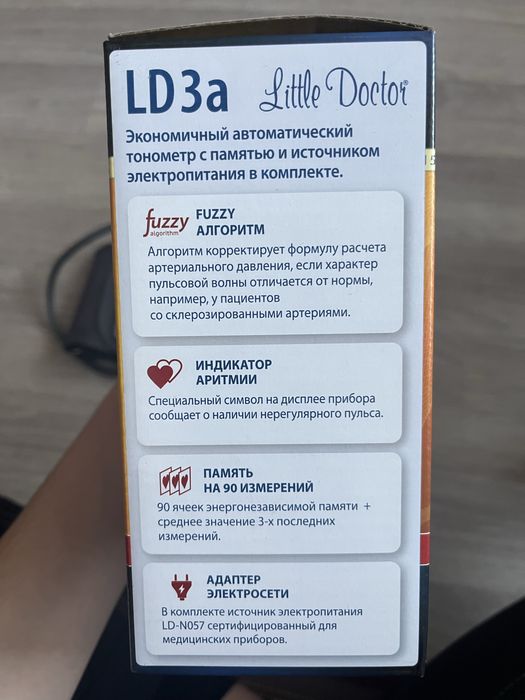 LD3a Little Doctor®
Экономичный автоматический
тонометр с памятью и источником
электропитания в комплекте.
fuzzy
algorithm
FUZZY
АЛГОРИТМ
Алгоритм корректирует формулу расчета
артериального давления, если характер
пульсовой волны отличается от нормы,
например, у пациентов
со склерозированными артериями.
ИНДИКАТОР
АРИТМИИ
Специальный символ на дисплее прибора
сообщает о наличии нерегулярного пульса.
ПАМЯТЬ
НА 90 ИЗМЕРЕНИЙ
90 ячеек энергонезависимой памяти +
среднее значение 3-х последних
измерений.
АДАПТЕР
ЭЛЕКТРОСЕТИ
В комплекте источник электропитания
LD-N057 сертифицированный для
медицинских приборов.